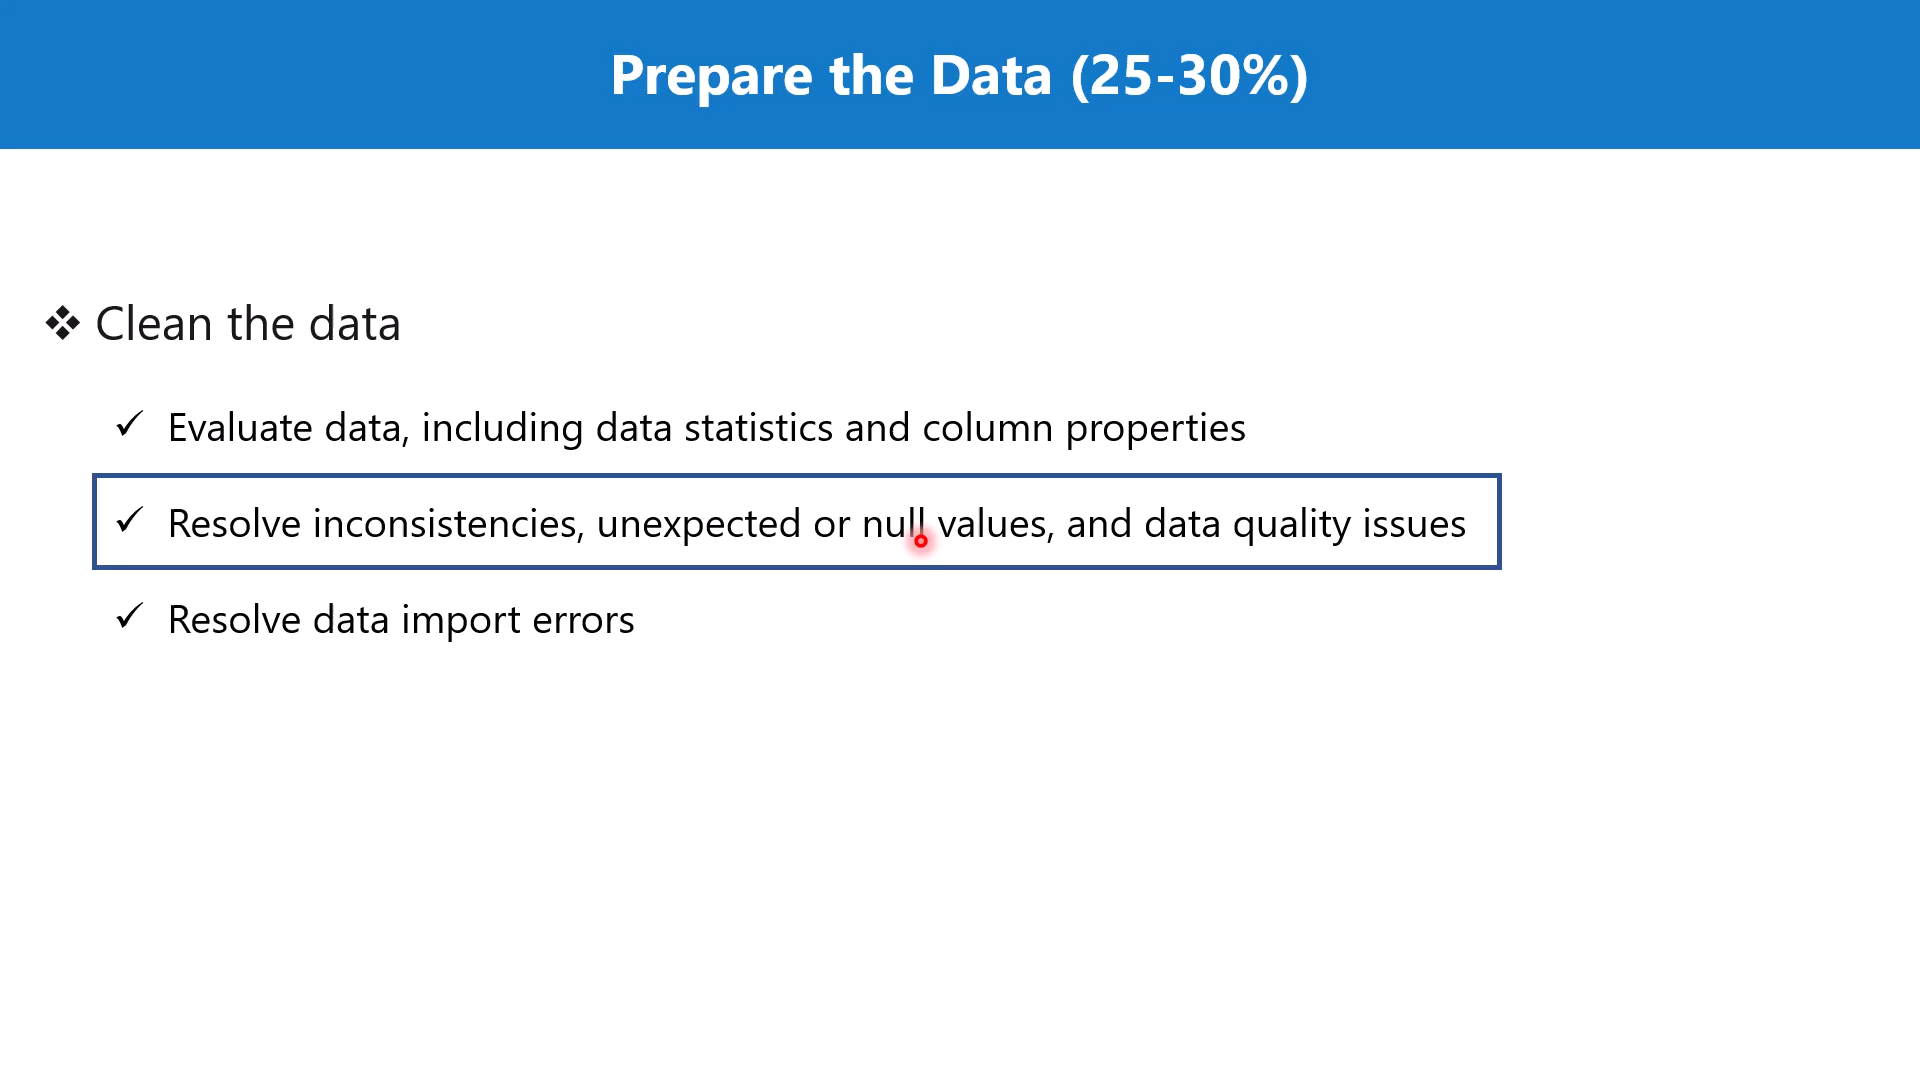 Prepare the Data (25-30%)
❖ Clean the data
✓ Evaluate data, including data statistics and column properties
✓ Resolve inconsistencies, unexpected or null values, and data quality issues
✓ Resolve data import errors